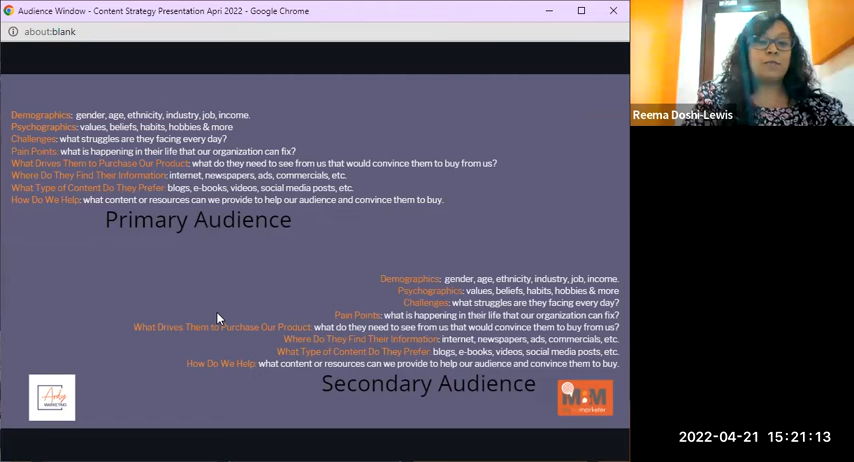 Audience Window - Content Strategy Presentation Apri 2022 - Google Chrome
about:blank
Demographics: gender, age, ethnicity, industry, job, income.
Psychographics: values, beliefs, habits, hobbies & more
Challenges: what struggles are they facing every day?
Pain Points: what is happening in their life that our organization can fix?
What Drives Them to Purchase Our Product: what do they need to see from us that would convince them to buy from us?
Where Do They Find Their Information: internet, newspapers, ads, commercials, etc.
What Type of Content Do They Prefer: blogs, e-books, videos, social media posts, etc.
How Do We Help: what content or resources can we provide to help our audience and convince them to buy.
Primary Audience
Demographics: gender, age, ethnicity, industry, job, income.
Psychographics: values, beliefs, habits, hobbies & more
Challenges: what struggles are they facing every day?
Pain Points: what is happening in their life that our organization can fix?
What Drives Them to Purchase Our Product: what do they need to see from us that would convince them to buy from us?
Where Do They Find Their Information: internet, newspapers, ads, commercials, etc.
What Type of Content Do They Prefer: blogs, e-books, videos, social media posts, etc.
How Do We Help: what content or resources can we provide to help our audience and convince them to buy.
Secondary Audience
MARKETING
marketer
Reema Doshi-Lewis
2022-04-21 15:21:13